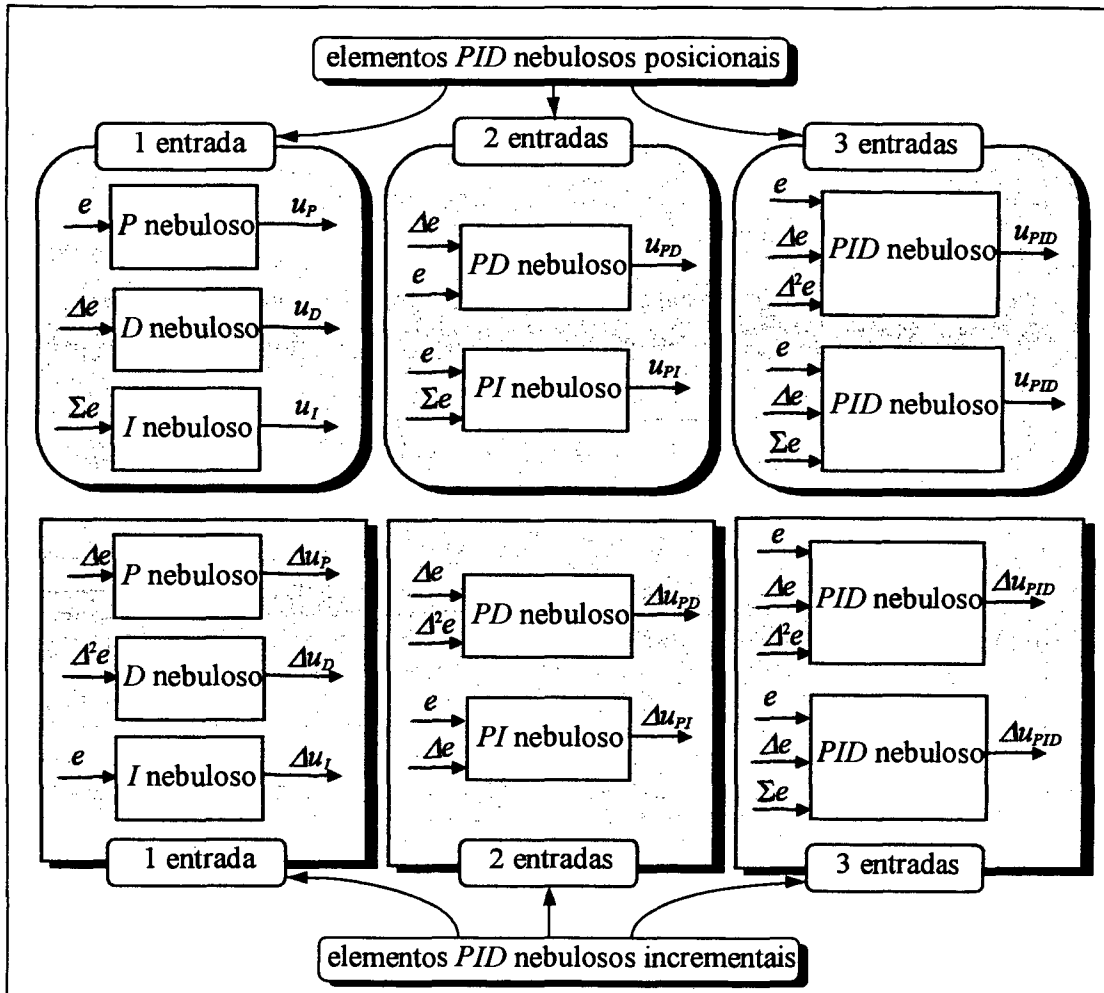 elementos PID nebulosos posicionais
1 entrada
e
P nebuloso
u_P
Δe
D nebuloso
u_D
Σe
I nebuloso
u_I
2 entradas
Δe
e
PD nebuloso
u_PD
e
Σe
PI nebuloso
u_PI
3 entradas
e
Δe
Δ²e
PID nebuloso
u_PID
e
Δe
Σe
PID nebuloso
u_PID
Δe
P nebuloso
Δu_P
Δ²e
D nebuloso
Δu_D
e
I nebuloso
Δu_I
1 entrada
Δe
Δ²e
PD nebuloso
Δu_PD
e
Δe
PI nebuloso
Δu_PI
2 entradas
e
Δe
Δ²e
PID nebuloso
Δu_PID
e
Δe
Σe
PID nebuloso
Δu_PID
3 entradas
elementos PID nebulosos incrementais